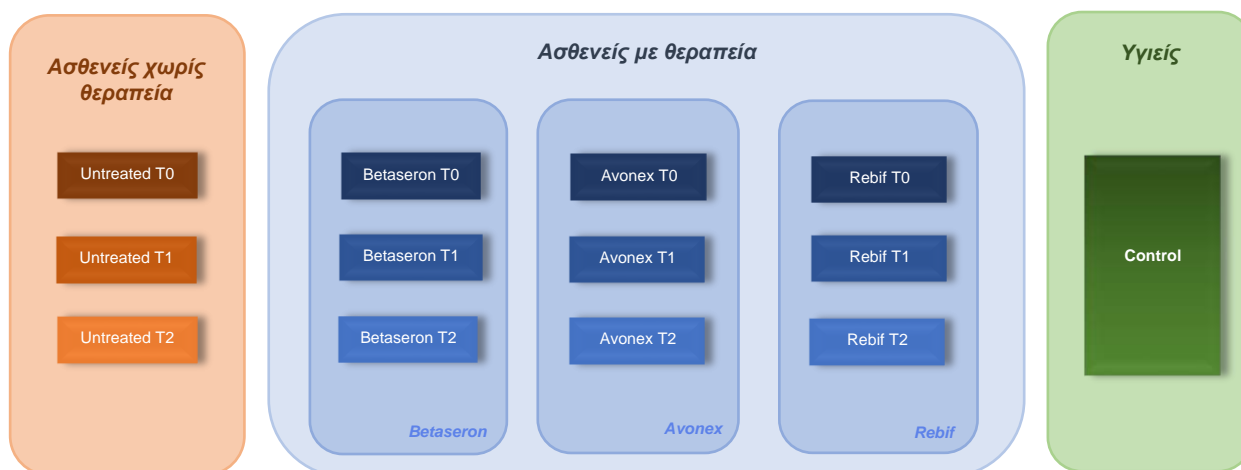 Ασθενείς χωρίς
θεραπεία
Untreated T0
Untreated T1
Untreated T2
Ασθενείς με θεραπεία
Betaseron T0
Betaseron T1
Betaseron T2
Betaseron
Avonex T0
Avonex T1
Avonex T2
Avonex
Rebif T0
Rebif T1
Rebif T2
Rebif
Υγιείς
Control